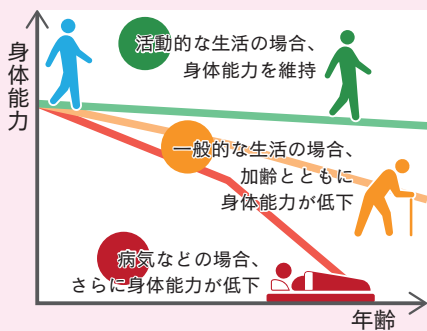 身体能力
活動的な生活の場合、
身体能力を維持
一般的な生活の場合、
加齢とともに
身体能力が低下
病気などの場合、
さらに身体能力が低下
年齢